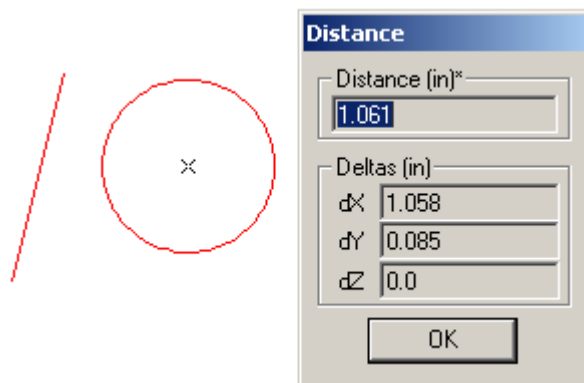 Distance
Distance (in)*
1.061
Deltas (in)
dX 1.058
dY 0.085
dZ 0.0
OK